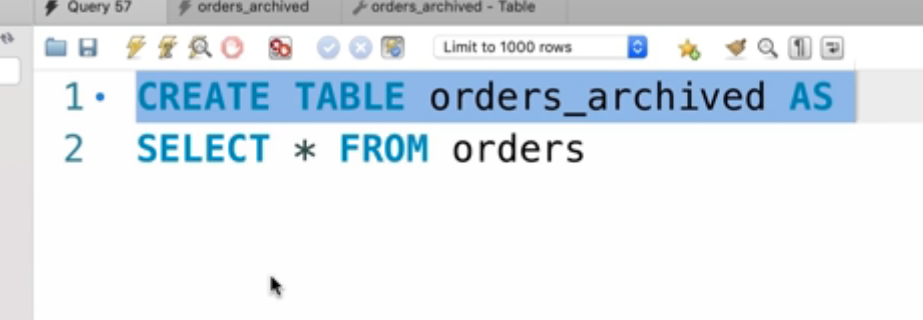 Query 57 orders_archived orders_archived - Table
Limit to 1000 rows
1 CREATE TABLE orders_archived AS
2 SELECT * FROM orders